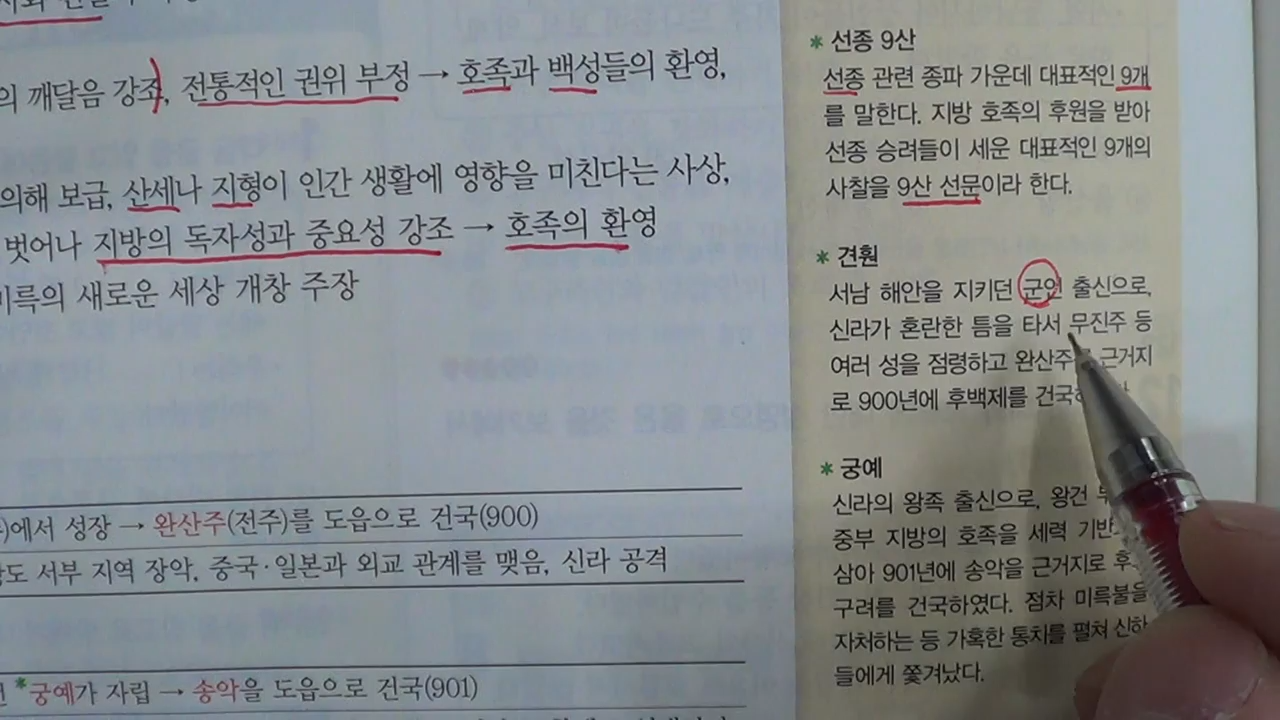 의 깨달음 강조, 전통적인 권위 부정 → 호족과 백성들의 환영,
의해 보급, 산세나 지형이 인간 생활에 영향을 미친다는 사상,
벗어나 지방의 독자성과 중요성 강조 → 호족의 환영
미륵의 새로운 세상 개창 주장
에서 성장 → 완산주(전주)를 도읍으로 건국(900)
서부 지역 장악, 중국·일본과 외교 관계를 맺음, 신라 공격
*궁예가 자립 → 송악을 도읍으로 건국(901)
* 선종 9산
선종 관련 종파 가운데 대표적인 9개
를 말한다. 지방 호족의 후원을 받아
선종 승려들이 세운 대표적인 9개의
사찰을 9산 선문이라 한다.
* 견훤
서남 해안을 지키던 군인 출신으로,
신라가 혼란한 틈을 타서 무진주 등
여러 성을 점령하고 완산주를 근거지
로 900년에 후백제를 건국
* 궁예
신라의 왕족 출신으로, 왕건
중부 지방의 호족을 세력 기반
삼아 901년에 송악을 근거지로 후
구려를 건국하였다. 점차 미륵불을
자처하는 등 가혹한 통치를 펼쳐 신하
들에게 쫓겨났다.